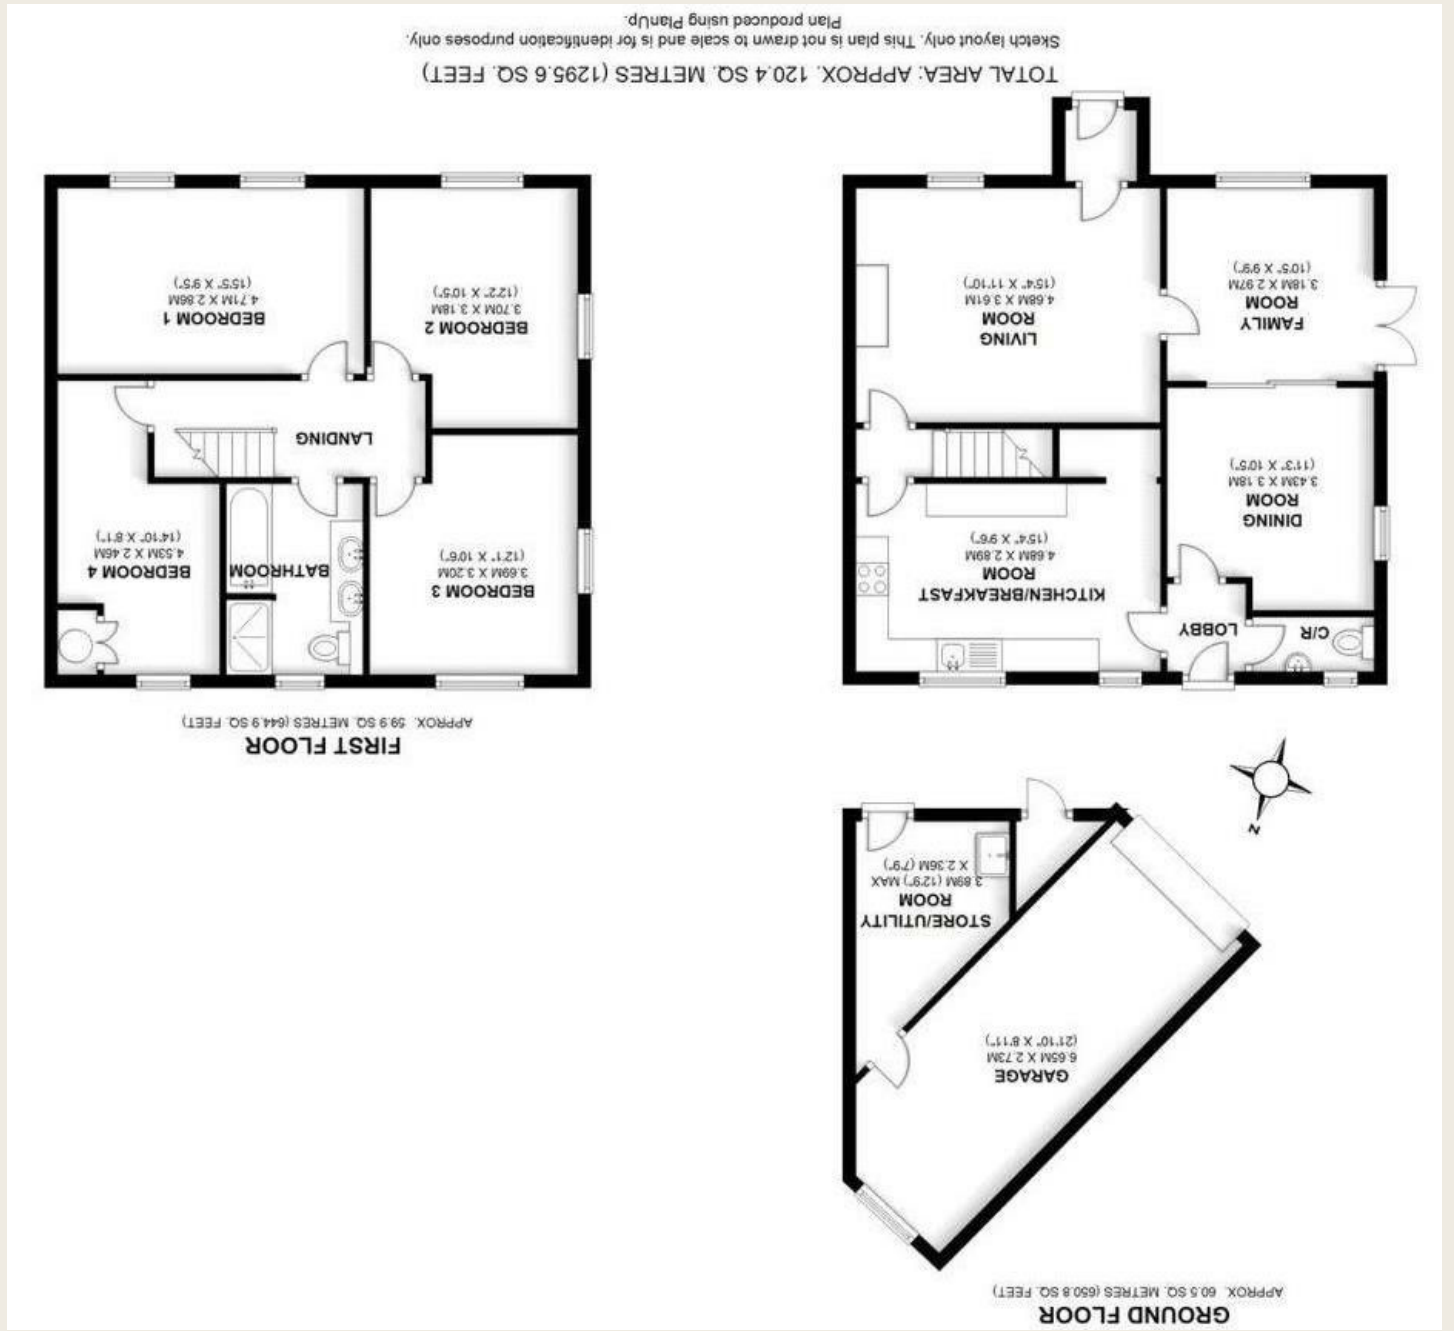 GROUND FLOOR
APPROX. 60.5 SQ. METRES (650.8 SQ. FEET)
GARAGE
6.65M X 2.73M
(21'10" X 8'11")
STORE/UTILITY
ROOM
3.89M (12'9") MAX
X 2.36M (7'9")
N
C/R
LOBBY
KITCHEN/BREAKFAST
ROOM
4.68M X 2.89M
(15'4" X 9'6")
DINING
ROOM
3.43M X 3.18M
(11'3" X 10'5")
FAMILY
ROOM
3.18M X 2.97M
(10'5" X 9'9")
LIVING
ROOM
4.68M X 3.61M
(15'4" X 11'10")
FIRST FLOOR
APPROX. 59.9 SQ. METRES (644.9 SQ. FEET)
BEDROOM 3
3.69M X 3.20M
(12'1" X 10'6")
BATHROOM
BEDROOM 4
4.53M X 2.46M
(14'10" X 8'1")
LANDING
BEDROOM 2
3.70M X 3.18M
(12'2" X 10'5")
BEDROOM 1
4.71M X 2.86M
(15'5" X 9'5")
TOTAL AREA: APPROX. 120.4 SQ. METRES (1295.6 SQ. FEET)
Sketch layout only. This plan is not drawn to scale and is for identification purposes only.
Plan produced using PlanUp.